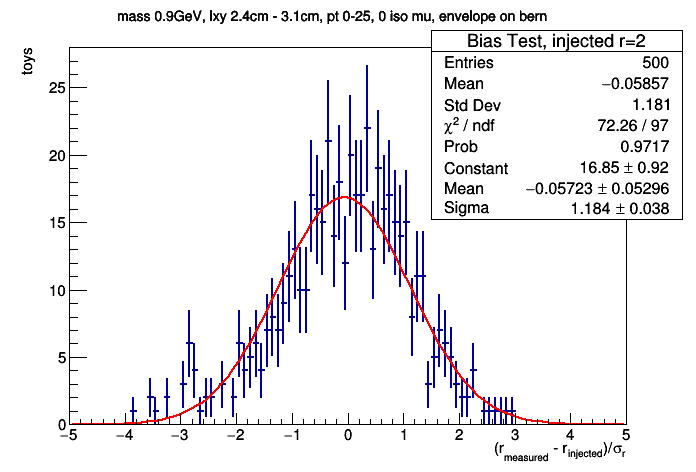 mass 0.9GeV, lxy 2.4cm - 3.1cm, pt 0-25, 0 iso mu, envelope on bern
Bias Test, injected r=2
Entries 500
Mean −0.05857
Std Dev 1.181
χ² / ndf 72.26 / 97
Prob 0.9717
Constant 16.85 ± 0.92
Mean −0.05723 ± 0.05296
Sigma 1.184 ± 0.038
toys
25
20
15
10
5
0
−5 −4 −3 −2 −1 0 1 2 3 4 5
(r_measured - r_injected)/σ_r